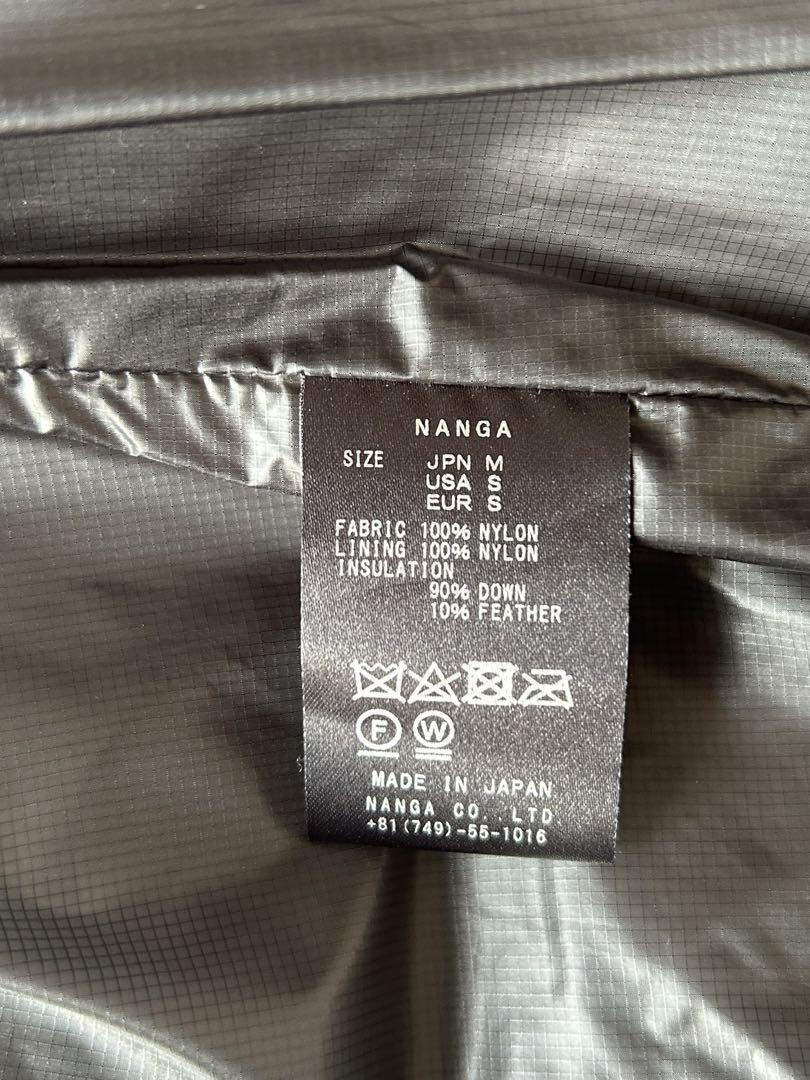 NANGA
SIZE JPN M
USA S
EUR S
FABRIC 100% NYLON
LINING 100% NYLON
INSULATION
90% DOWN
10% FEATHER
F W
MADE IN JAPAN
NANGA CO.,LTD
+81(749)-55-1016